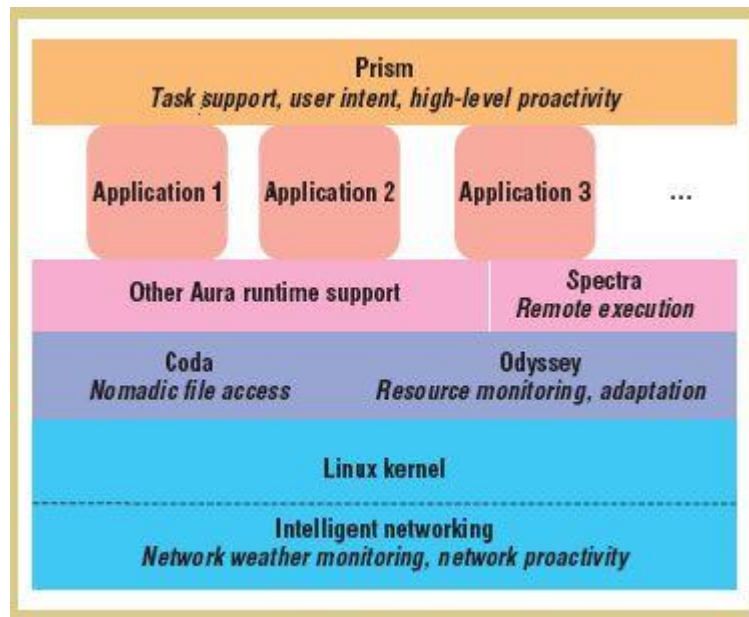 Prism
Task support, user intent, high-level proactivity
Application 1
Application 2
Application 3
...
Other Aura runtime support
Spectra
Remote execution
Coda
Nomadic file access
Odyssey
Resource monitoring, adaptation
Linux kernel
Intelligent networking
Network weather monitoring, network proactivity